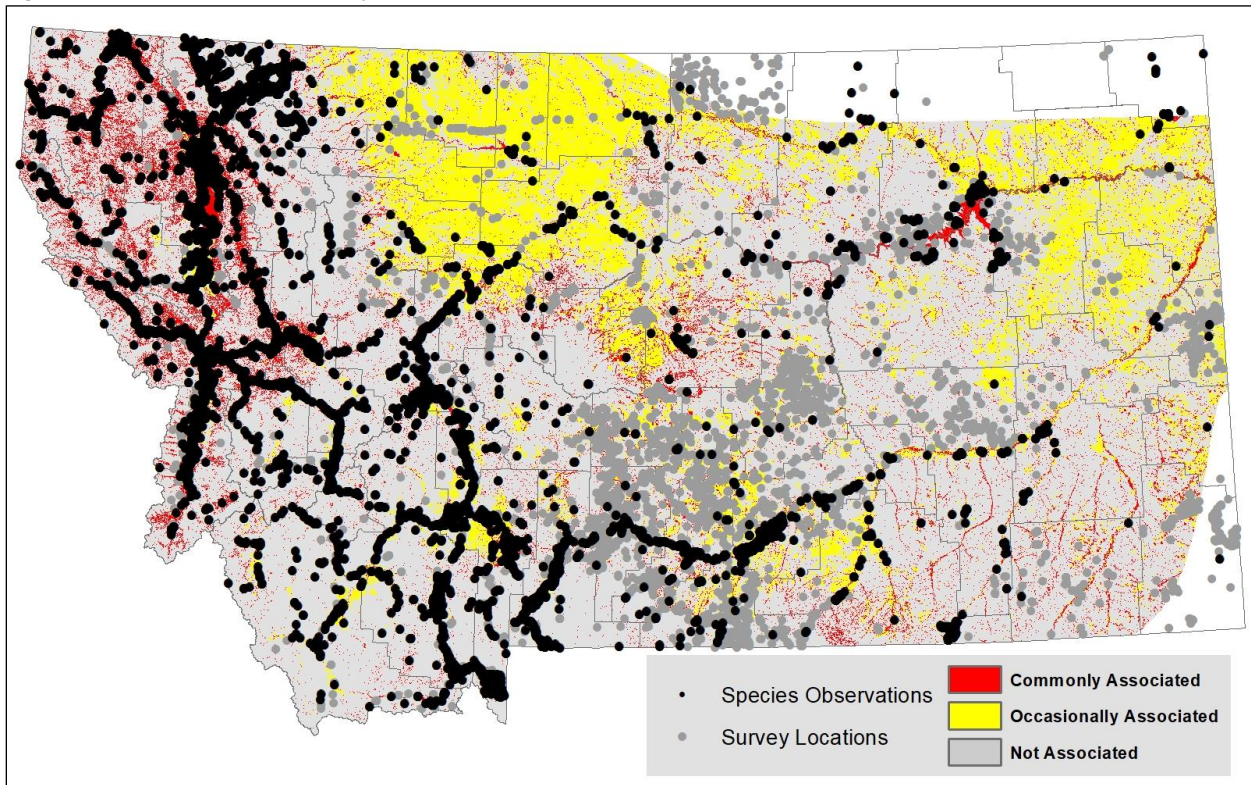 Species Observations
Survey Locations
Commonly Associated
Occasionally Associated
Not Associated